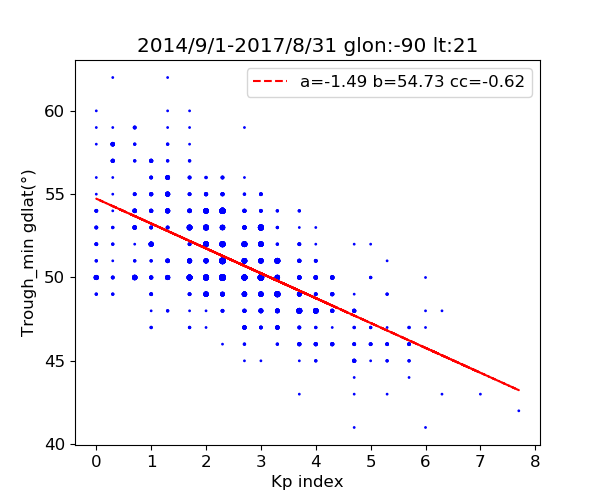 2014/9/1-2017/8/31 glon:-90 lt:21
a=-1.49 b=54.73 cc=-0.62
Trough_min gdlat(°)
60
55
50
45
40
0 1 2 3 4 5 6 7 8
Kp index